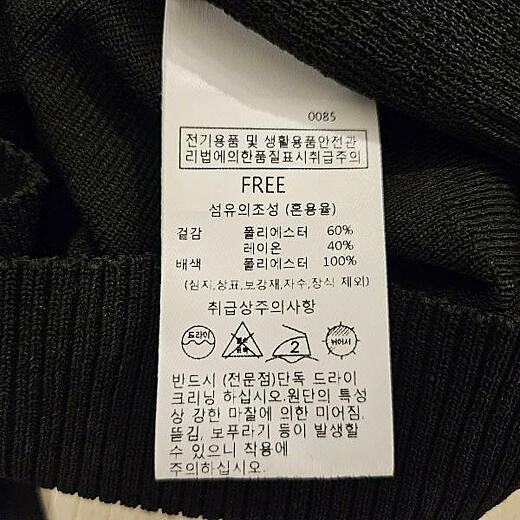 0085
전기용품 및 생활용품안전관
리법에의한품질표시취급주의
FREE
섬유의조성 (혼용율)
겉감 폴리에스터 60%
레이온 40%
배색 폴리에스터 100%
(심지,상표,보강재,자수,장식 제외)
취급상주의사항
드라이
2
뉘어서
반드시 (전문점)단독 드라이
크리닝 하십시오.원단의 특성
상 강한 마찰에 의한 미어짐,
뜯김, 보푸라기 등이 발생할
수 있으니 착용에
주의하십시오.